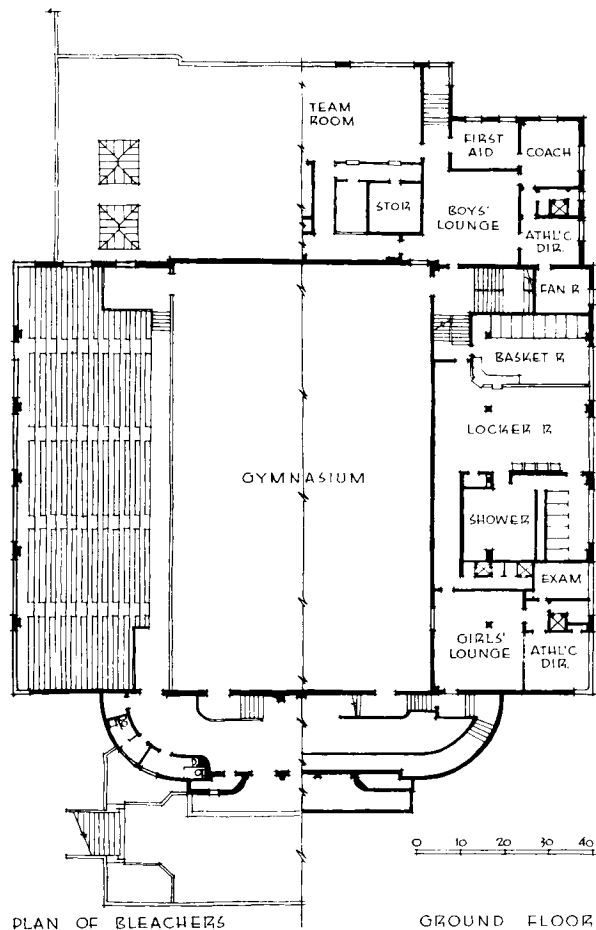 TEAM
ROOM
FIRST
AID
COACH
STOR
BOYS'
LOUNGE
ATHL'C
DIR.
FAN R
BASKET R
LOCKER R
GYMNASIUM
SHOWER
EXAM
GIRLS'
LOUNGE
ATHL'C
DIR.
0 10 20 30 40
PLAN OF BLEACHERS
GROUND FLOOR